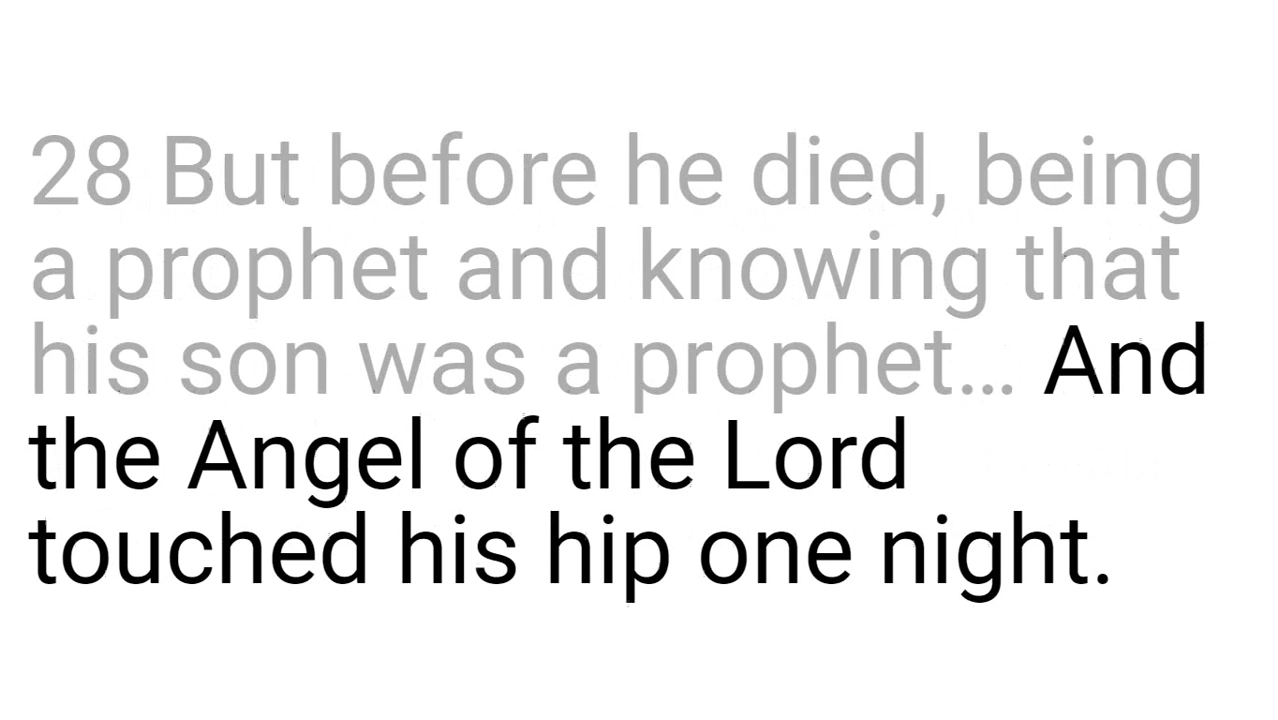 28 But before he died, being
a prophet and knowing that
his son was a prophet… And
the Angel of the Lord
touched his hip one night.